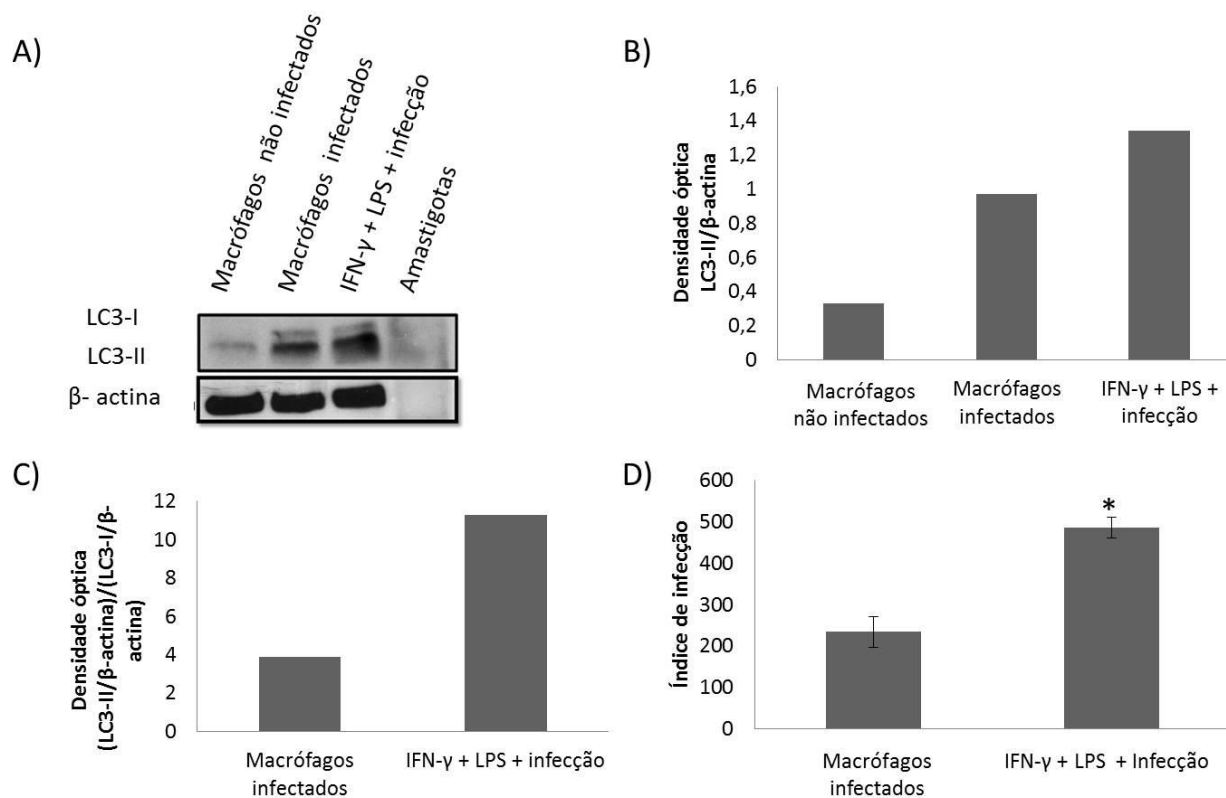 A)
Macrófagos não infectados
Macrófagos infectados
IFN-γ + LPS + infecção
Amastigotas
LC3-I
LC3-II
β- actina
B)
Densidade óptica
LC3-II/β-actina
1,6
1,4
1,2
1
0,8
0,6
0,4
0,2
0
Macrófagos
não infectados
Macrófagos
infectados
IFN-γ + LPS +
infecção
C)
Densidade óptica
(LC3-II/β-actina)/(LC3-I/β-
actina)
12
10
8
6
4
2
0
Macrófagos
infectados
IFN-γ + LPS + infecção
D)
Índice de infecção
600
500
400
300
200
100
0
*
Macrófagos
infectados
IFN-γ + LPS + Infecção